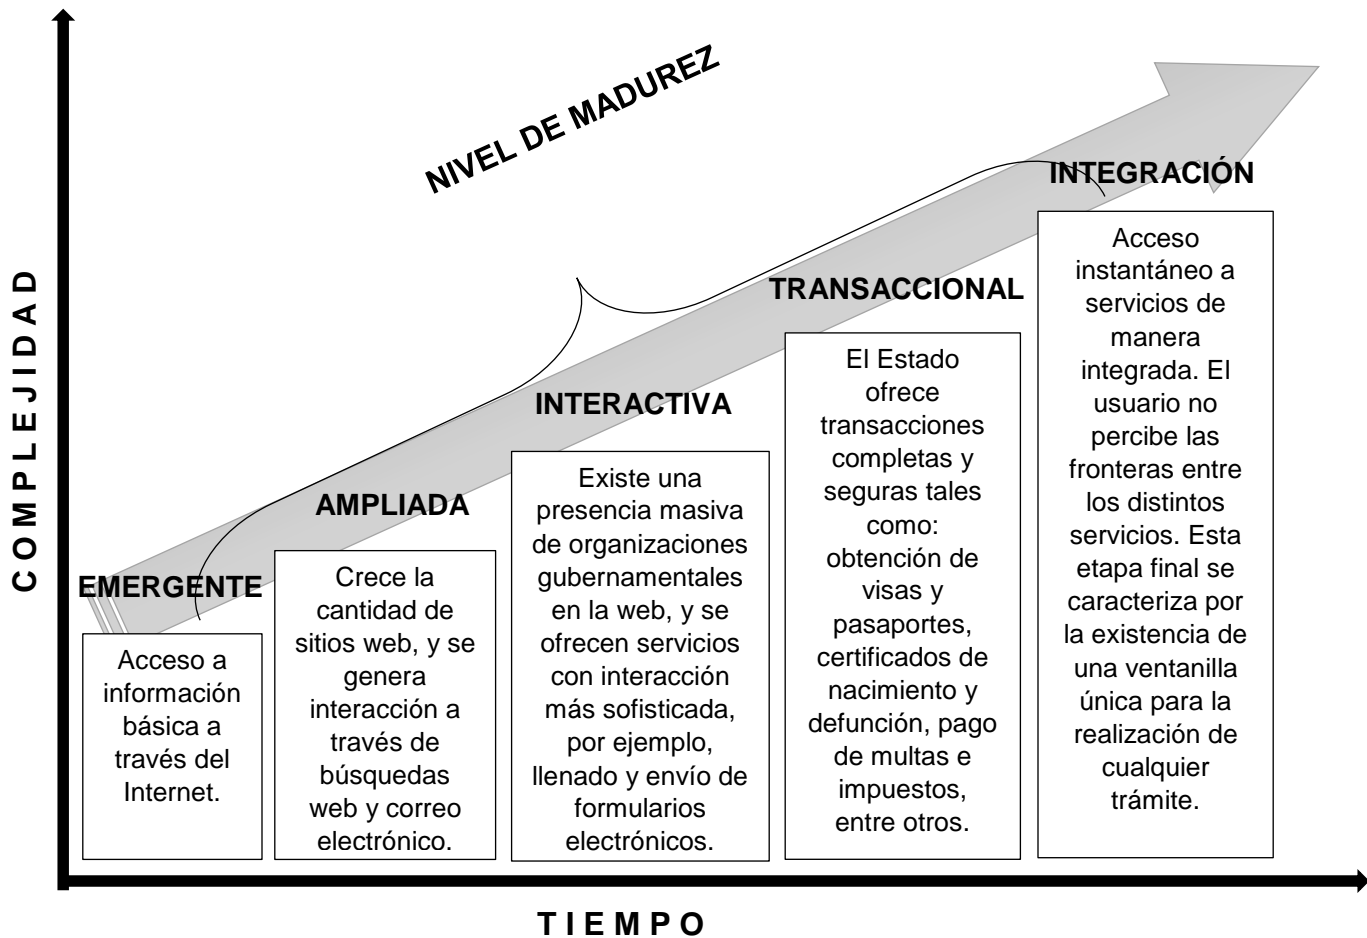 NIVEL DE MADUREZ
COMPLEJIDAD
EMERGENTE
Acceso a
información
básica a
través del
Internet.
AMPLIADA
Crece la
cantidad de
sitios web, y se
genera
interacción a
través de
búsquedas
web y correo
electrónico.
INTERACTIVA
Existe una
presencia masiva
de organizaciones
gubernamentales
en la web, y se
ofrecen servicios
con interacción
más sofisticada,
por ejemplo,
llenado y envío de
formularios
electrónicos.
TRANSACCIONAL
El Estado
ofrece
transacciones
completas y
seguras tales
como:
obtención de
visas y
pasaportes,
certificados de
nacimiento y
defunción, pago
de multas e
impuestos,
entre otros.
INTEGRACIÓN
Acceso
instantáneo a
servicios de
manera
integrada. El
usuario no
percibe las
fronteras entre
los distintos
servicios. Esta
etapa final se
caracteriza por
la existencia de
una ventanilla
única para la
realización de
cualquier
trámite.
TIEMPO